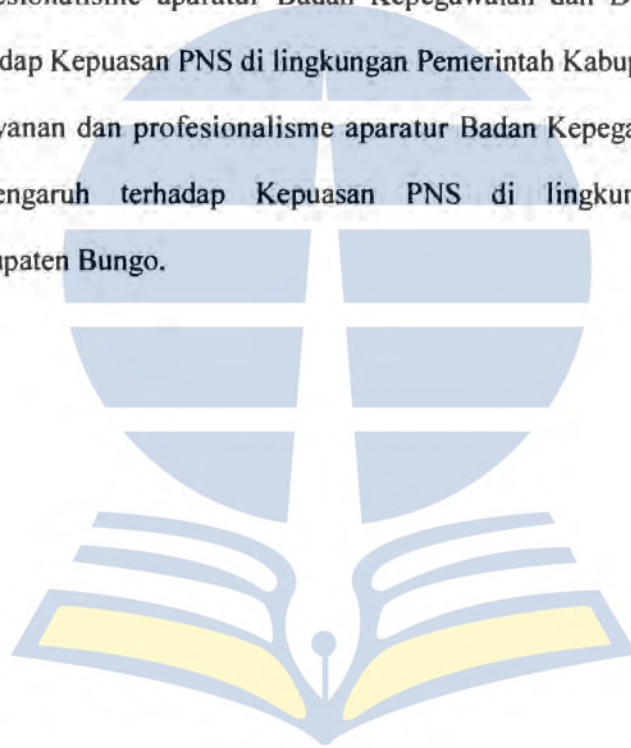 esionalisme aparatur Badan Kepegawaian dan D
dap Kepuasan PNS di lingkungan Pemerintah Kabup
yanan dan profesionalisme aparatur Badan Kepega
engaruh terhadap Kepuasan PNS di lingku
upaten Bungo.